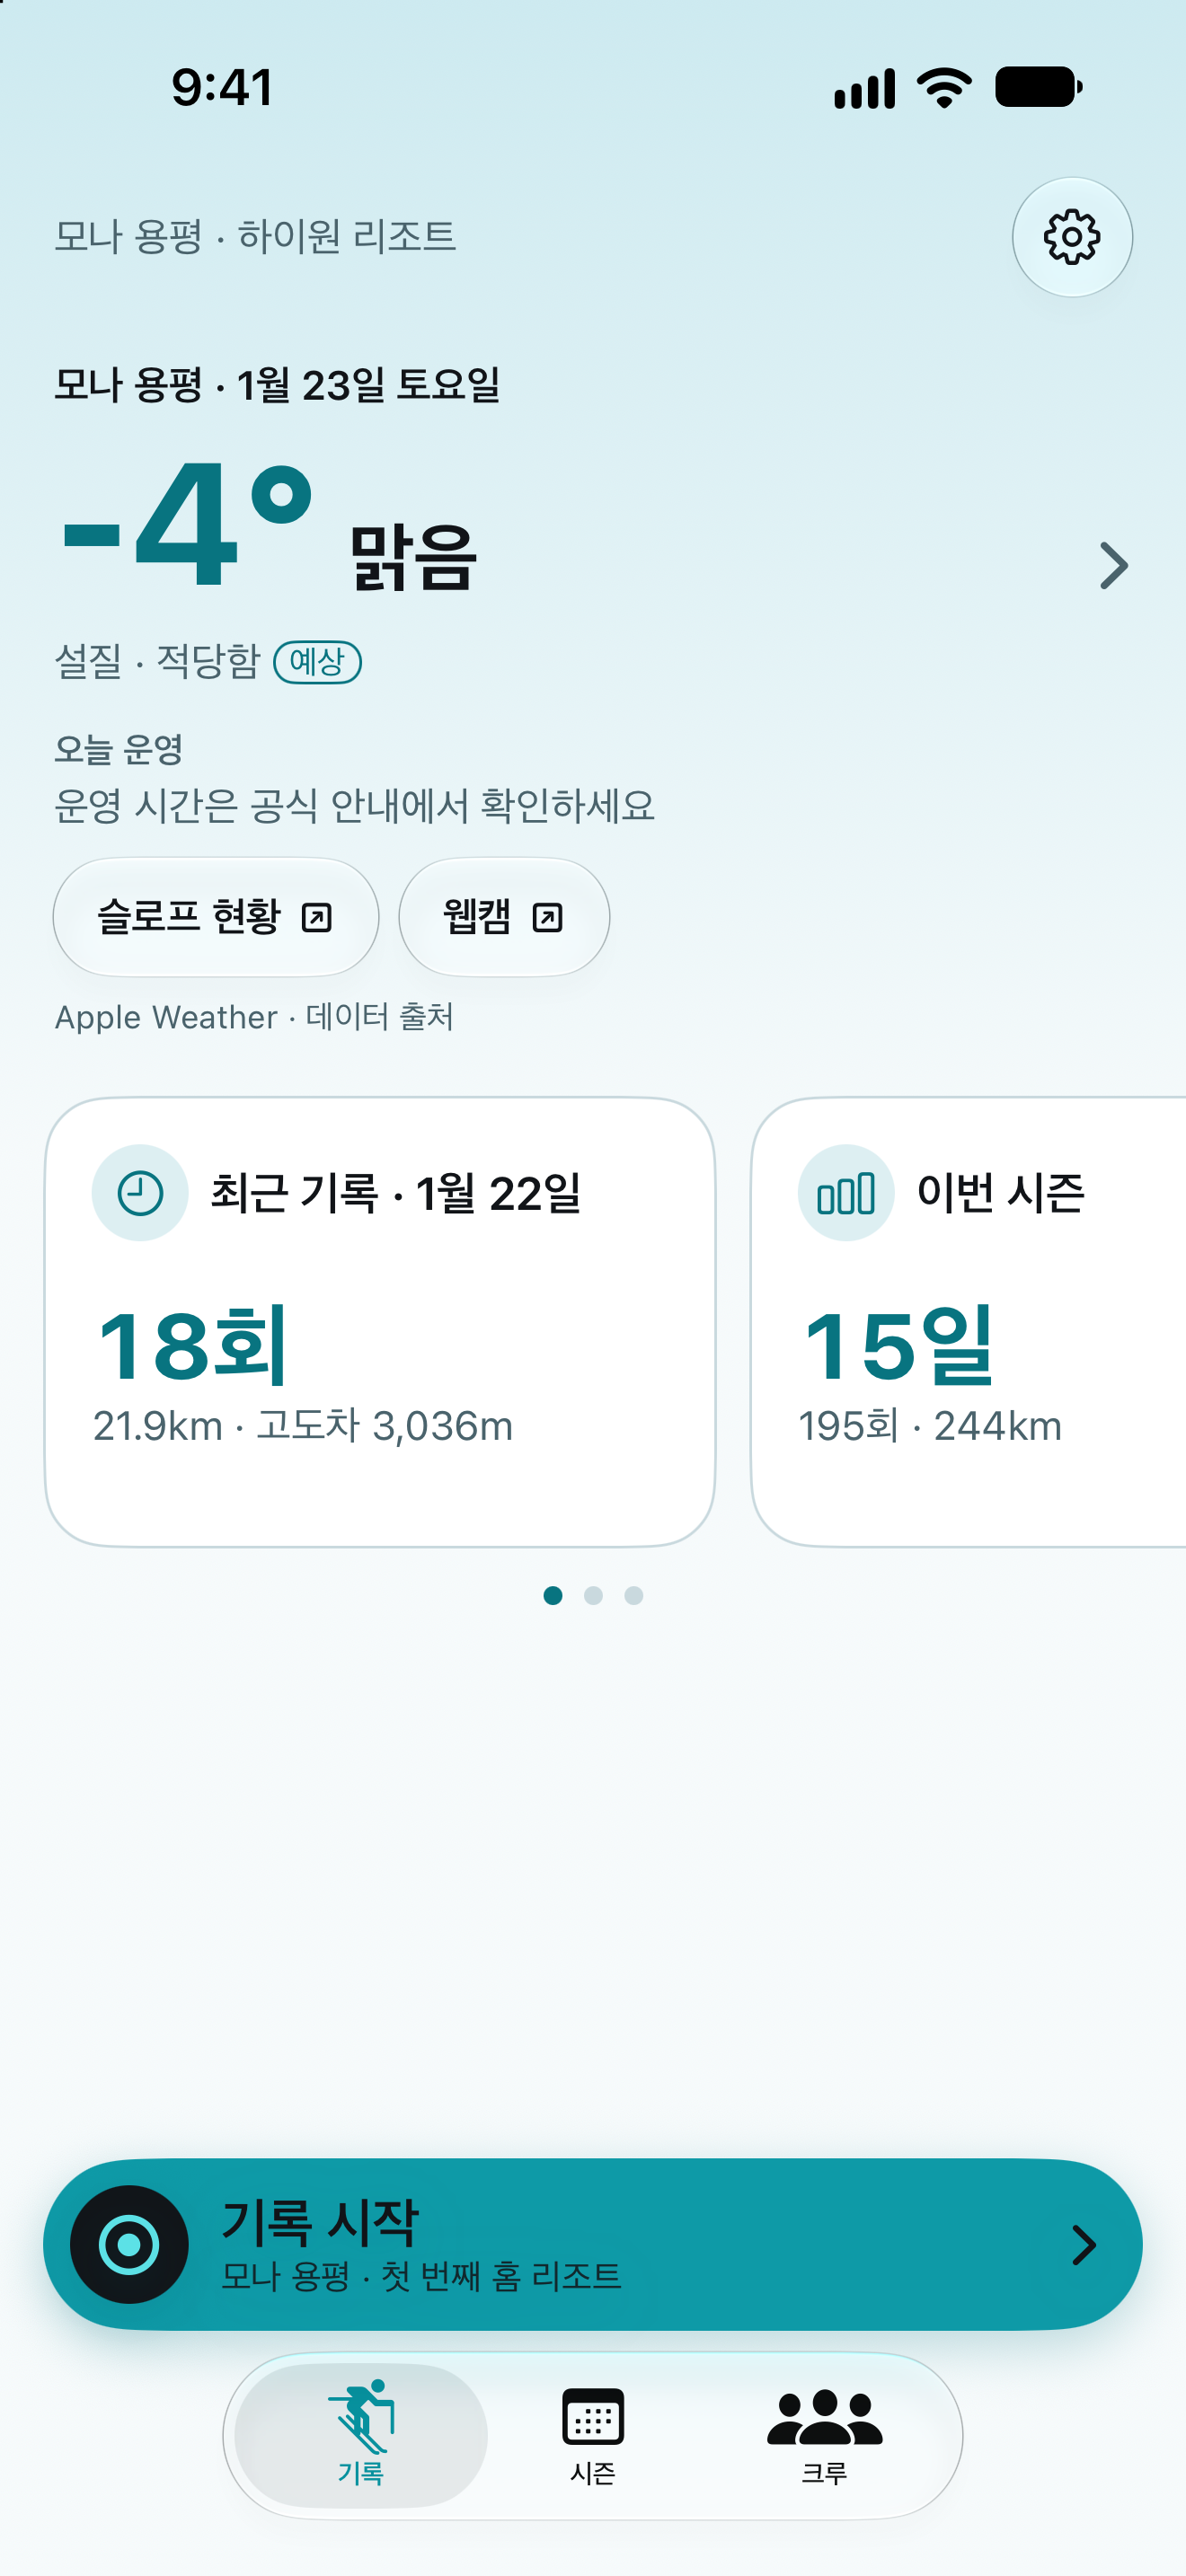 9:41
모나 용평 · 하이원 리조트
모나 용평 · 1월 23일 토요일
-4° 맑음
설질 · 적당함 예상
오늘 운영
운영 시간은 공식 안내에서 확인하세요
슬로프 현황 웹캠
Apple Weather · 데이터 출처
최근 기록 · 1월 22일
18회
21.9km · 고도차 3,036m
이번 시즌
15일
195회 · 244km
기록 시작
모나 용평 · 첫 번째 홈 리조트
기록 시즌 크루